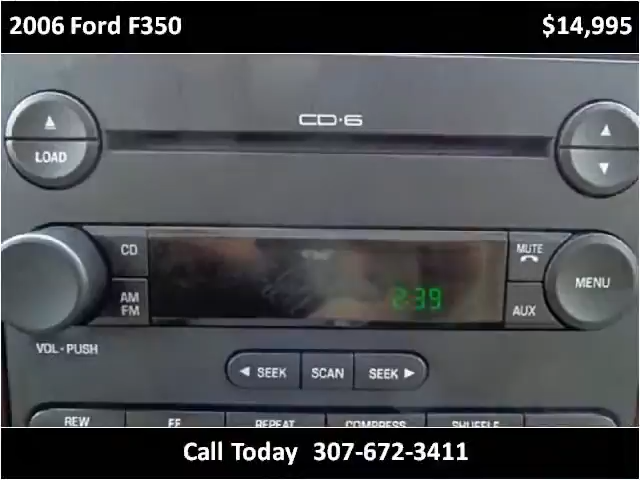 2006 Ford F350 $14,995
CD·6
LOAD
CD
MUTE
MENU
AM
FM
2:39
AUX
VOL·PUSH
SEEK SCAN SEEK
REW FF REPEAT COMPRESS SHUFFLE
Call Today 307-672-3411